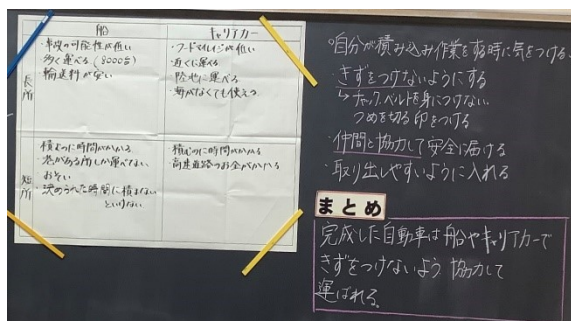 船
キャリアカー
長所
・事故の可能性が低い
・多く運べる(8000台)
・輸送料が安い
・フードマイレージが低い
・近くに運べる
・陸地に運べる
・海がなくても使える
短所
積むのに時間がかかる
・港がある所しか運べない
おそい
・決められた時間に積まない
といけない
・積むのに時間がかかる
・高速道路のお金がかかる
・自分が積み込み作業をする時に気をつける。
・きずをつけないようにする
↳チャック、ベルトを身につけない
つめを切る 印をつける
・仲間と協力して安全に届ける
・取り出しやすいように入れる
まとめ
完成した自動車は船やキャリアカーで
きずをつけないよう協力して
運ばれる。